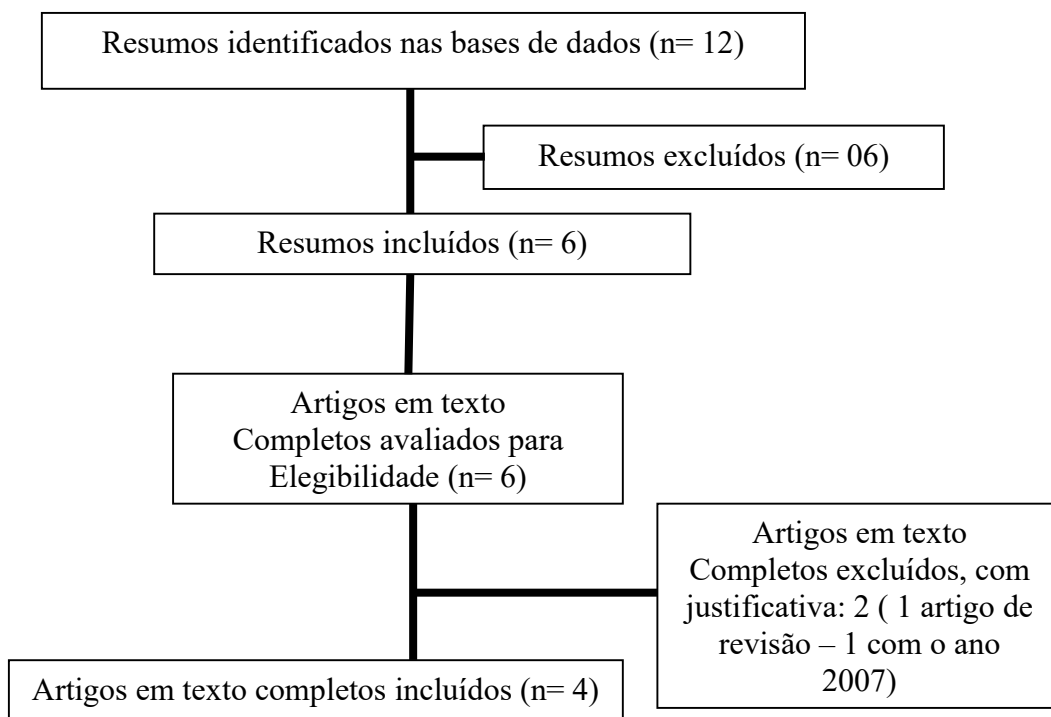 Resumos identificados nas bases de dados (n= 12)
Resumos excluídos (n= 06)
Resumos incluídos (n= 6)
Artigos em texto
Completos avaliados para
Elegibilidade (n= 6)
Artigos em texto
Completos excluídos, com
justificativa: 2 ( 1 artigo de
revisão – 1 com o ano
2007)
Artigos em texto completos incluídos (n= 4)